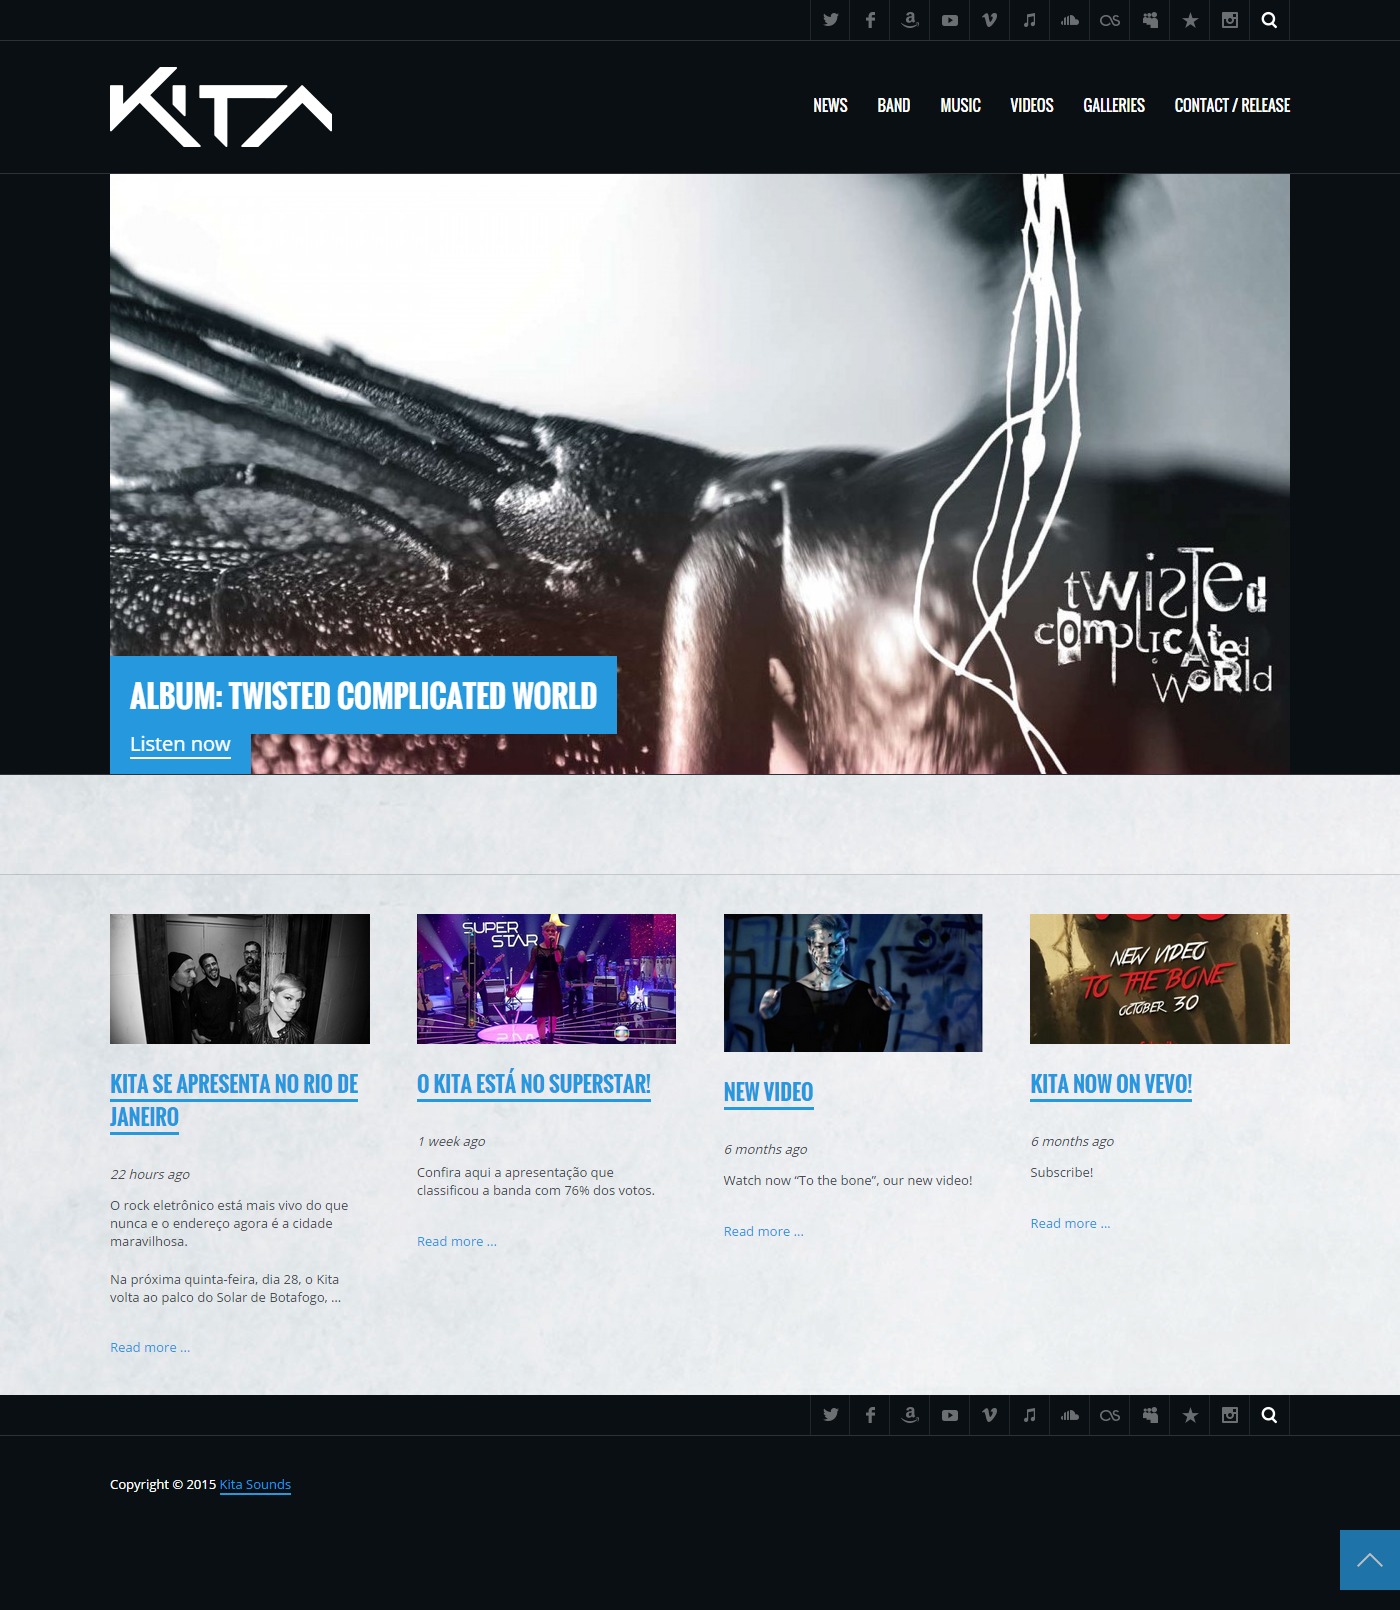 KITA
NEWS BAND MUSIC VIDEOS GALLERIES CONTACT / RELEASE
twisted
complicated
world
ALBUM: TWISTED COMPLICATED WORLD
Listen now
SUPER
STAR
NEW VIDEO
TO THE BONE
OCTOBER 30
KITA SE APRESENTA NO RIO DE
JANEIRO
22 hours ago
O rock eletrônico está mais vivo do que
nunca e o endereço agora é a cidade
maravilhosa.
Na próxima quinta-feira, dia 28, o Kita
volta ao palco do Solar de Botafogo, ...
Read more ...
O KITA ESTÁ NO SUPERSTAR!
1 week ago
Confira aqui a apresentação que
classificou a banda com 76% dos votos.
Read more ...
NEW VIDEO
6 months ago
Watch now “To the bone”, our new video!
Read more ...
KITA NOW ON VEVO!
6 months ago
Subscribe!
Read more ...
Copyright © 2015 Kita Sounds